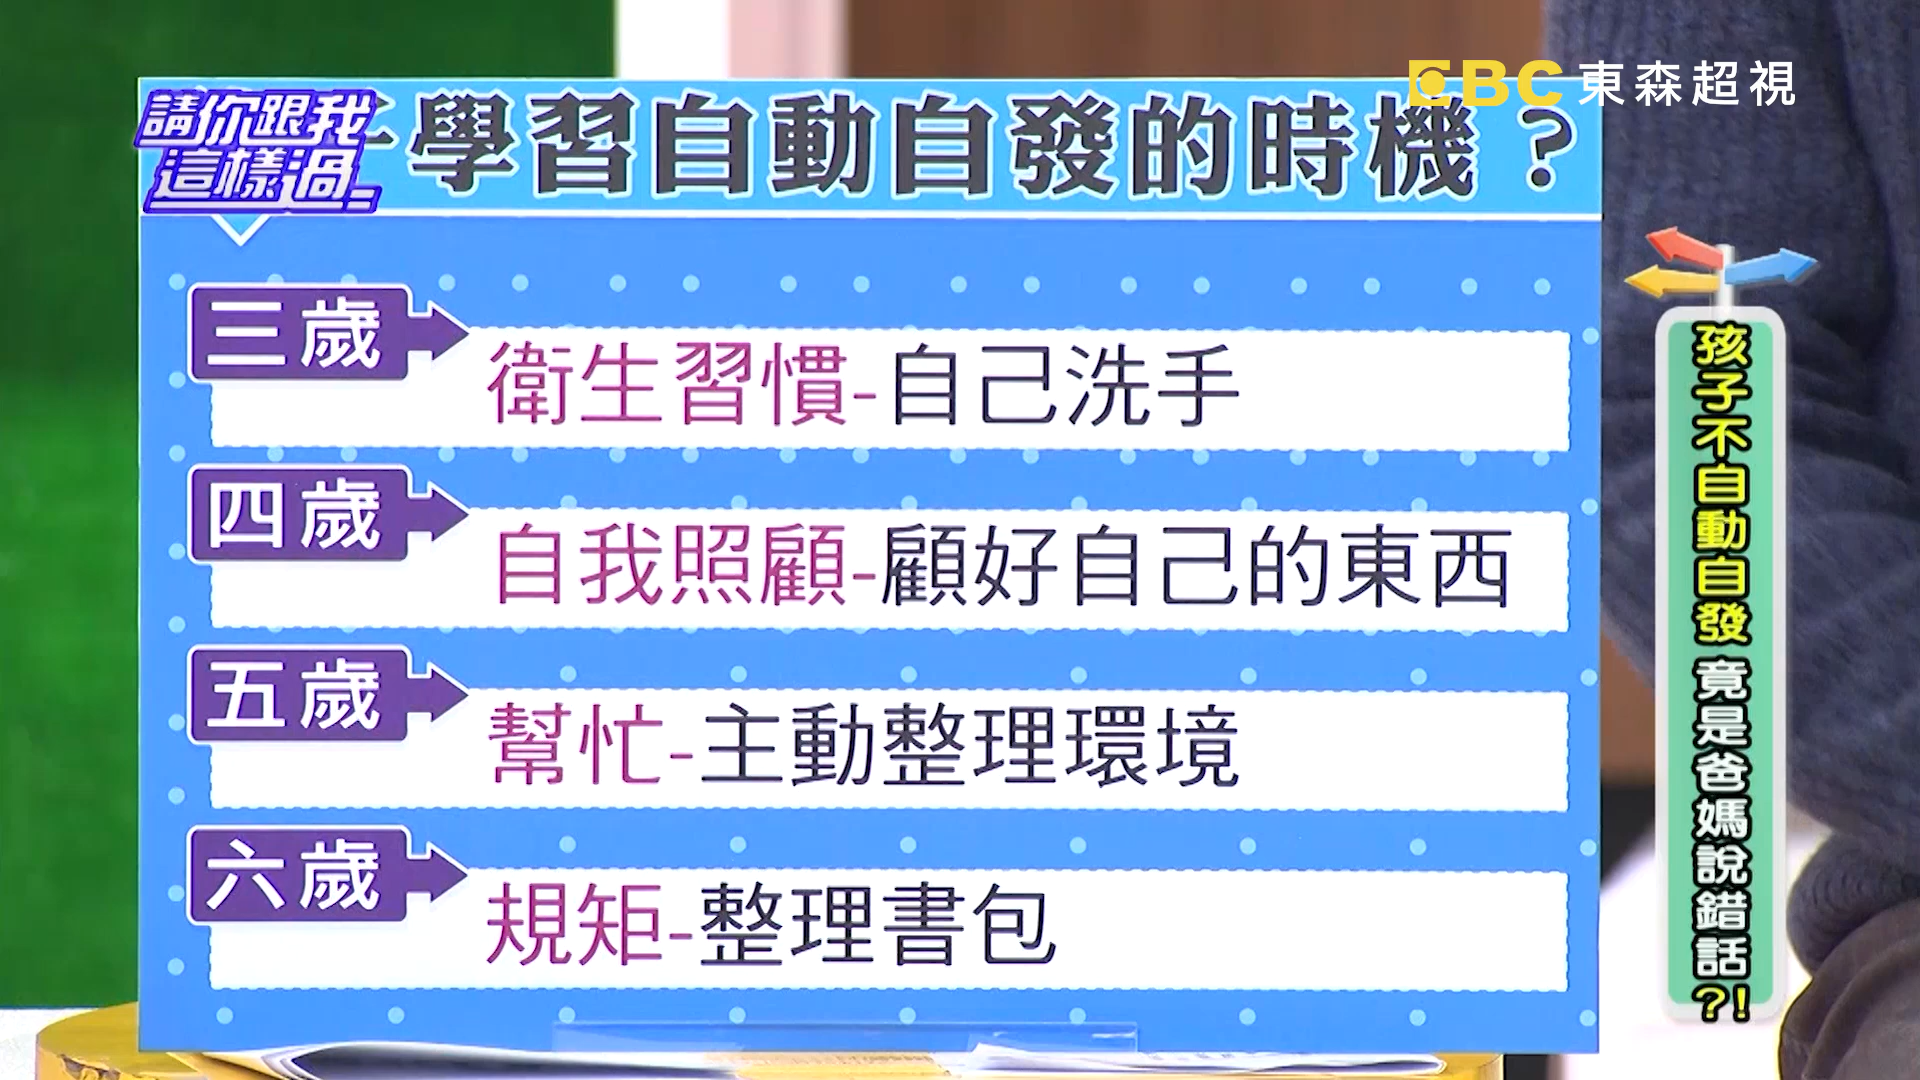 EBC 東森超視
請你跟我
這樣過
學習自動自發的時機？
三歲
衛生習慣-自己洗手
四歲
自我照顧-顧好自己的東西
五歲
幫忙-主動整理環境
六歲
規矩-整理書包
孩子不自動自發 竟是爸媽說錯話?!